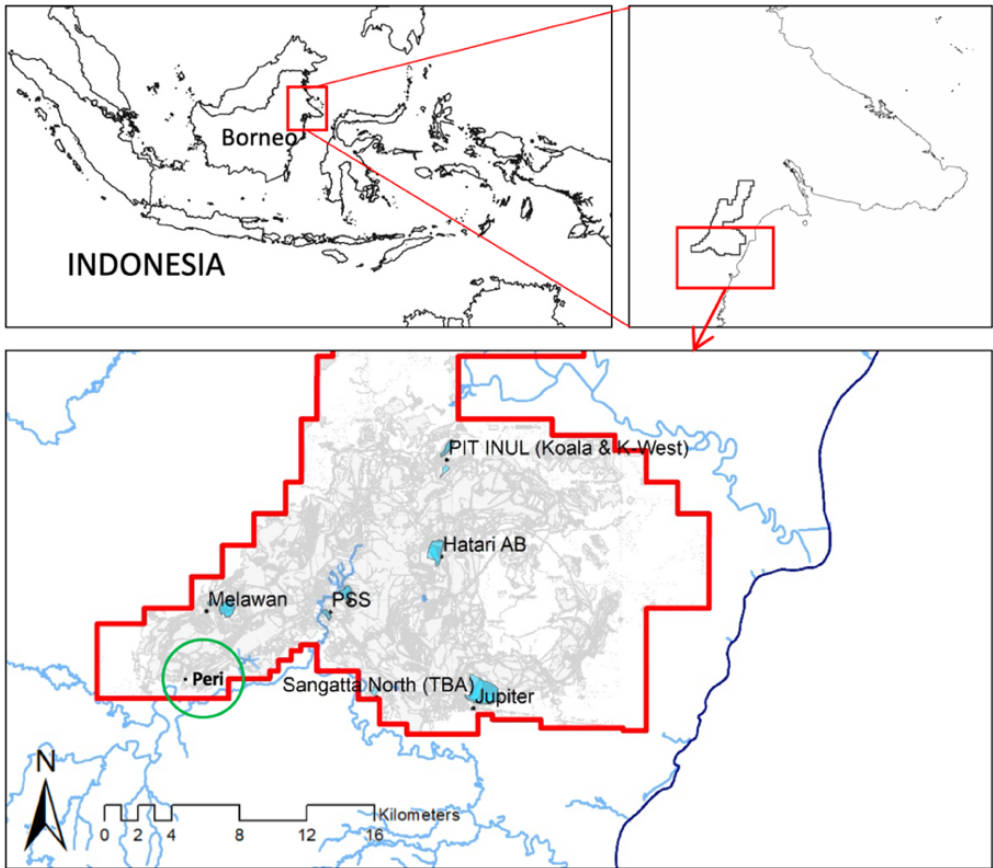 Borneo
INDONESIA
PIT INUL (Koala & K-West)
Hatari AB
Melawan
PSS
Peri
Sangatta North (TBA)
Jupiter
N
Kilometers
0 2 4 8 12 16